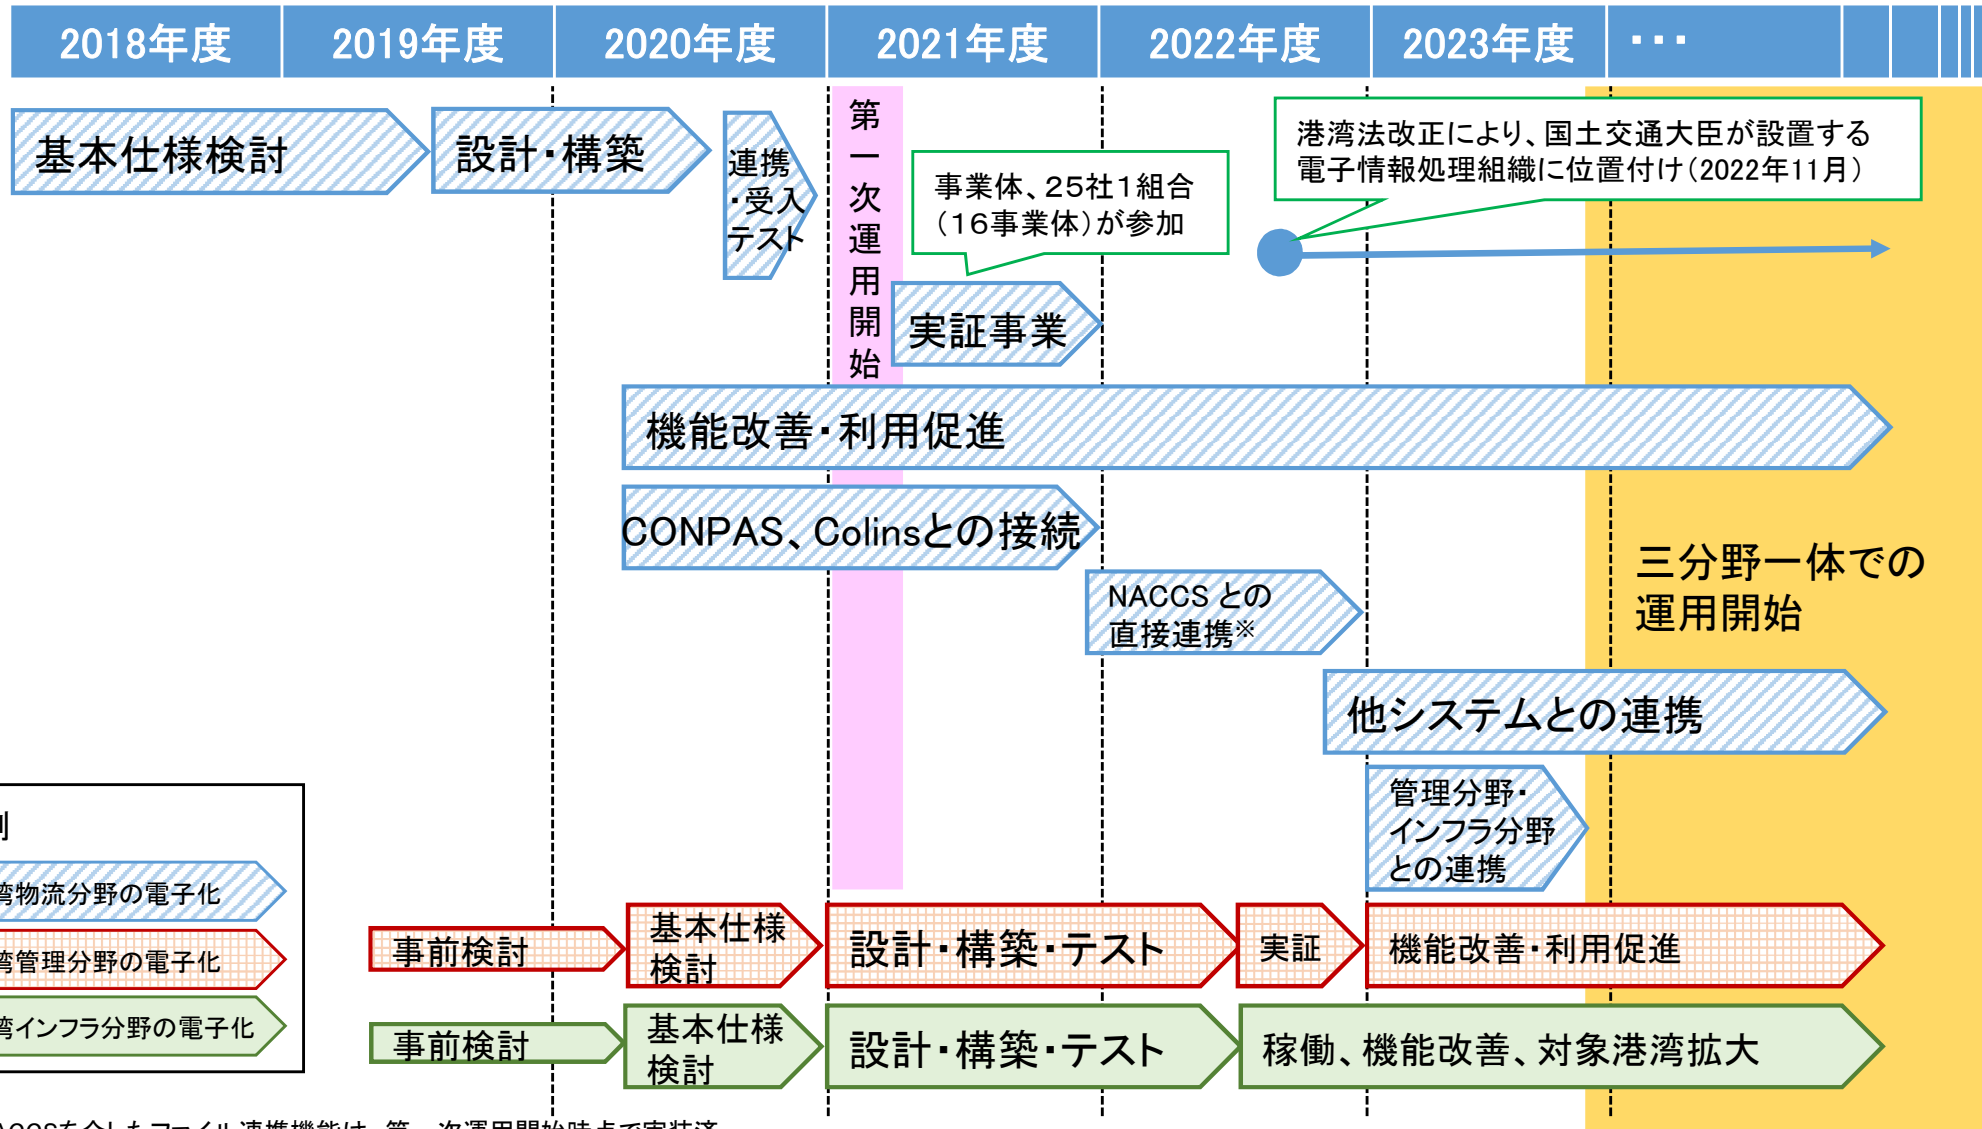 2018年度
2019年度
2020年度
2021年度
2022年度
2023年度
・・・
基本仕様検討
設計・構築
連携
・受入
テスト
第一次運用開始
事業体、25社1組合
（16事業体）が参加
港湾法改正により、国土交通大臣が設置する
電子情報処理組織に位置付け（2022年11月）
実証事業
機能改善・利用促進
CONPAS、Colinsとの接続
NACCS との
直接連携※
三分野一体での
運用開始
他システムとの連携
管理分野・
インフラ分野
との連携
湾物流分野の電子化
湾管理分野の電子化
湾インフラ分野の電子化
事前検討
基本仕様
検討
設計・構築・テスト
実証
機能改善・利用促進
事前検討
基本仕様
検討
設計・構築・テスト
稼働、機能改善、対象港湾拡大